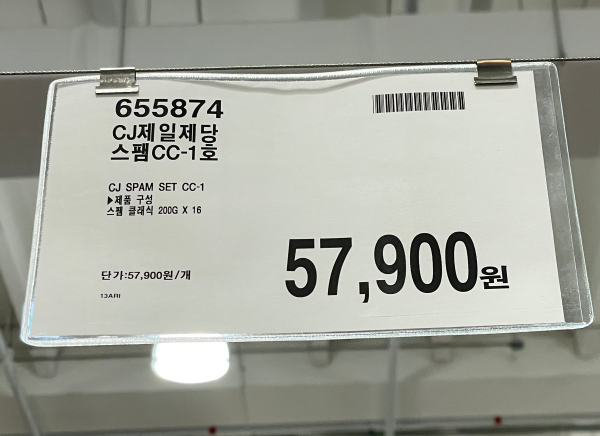 655874
CJ제일제당
스팸CC-1호
CJ SPAM SET CC-1
▶제품 구성
스팸 클래식 200G X 16
57,900원
단가:57,900원/개
13ARI